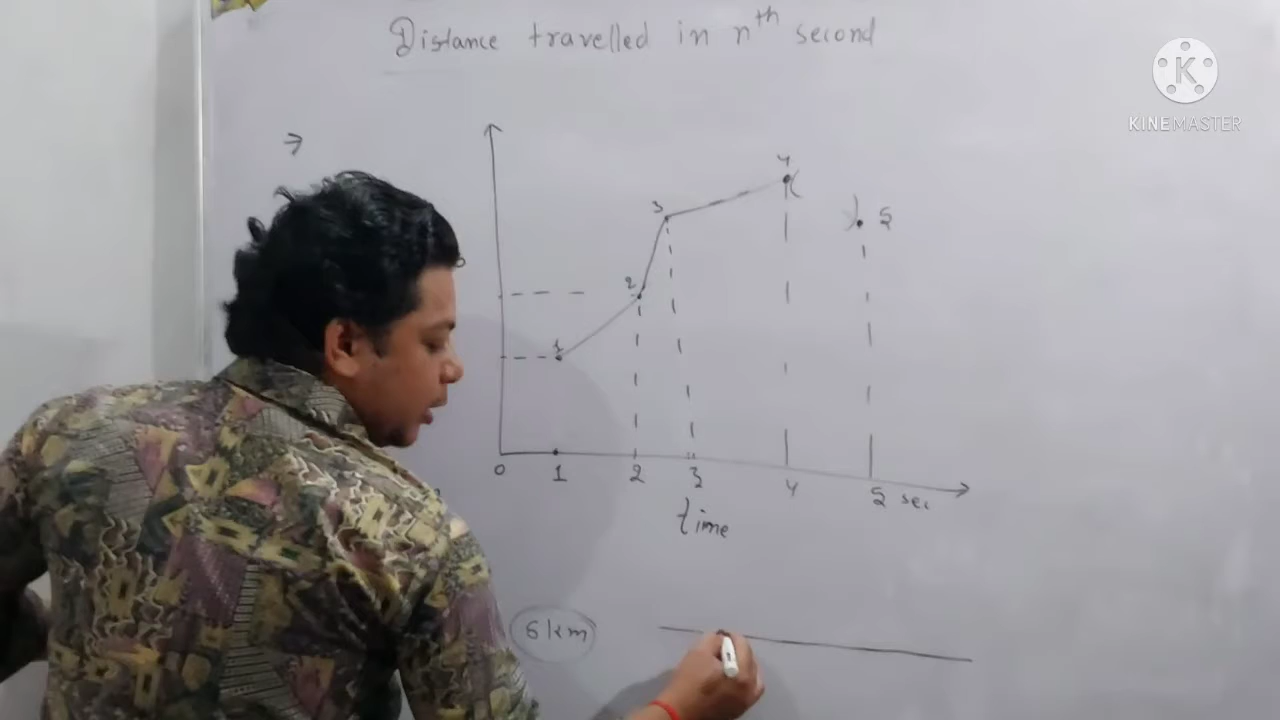 Distance travelled in nth second
K
KINEMASTER
4
3
5
2
1
0 1 2 3 4 5 sec
time
6 km